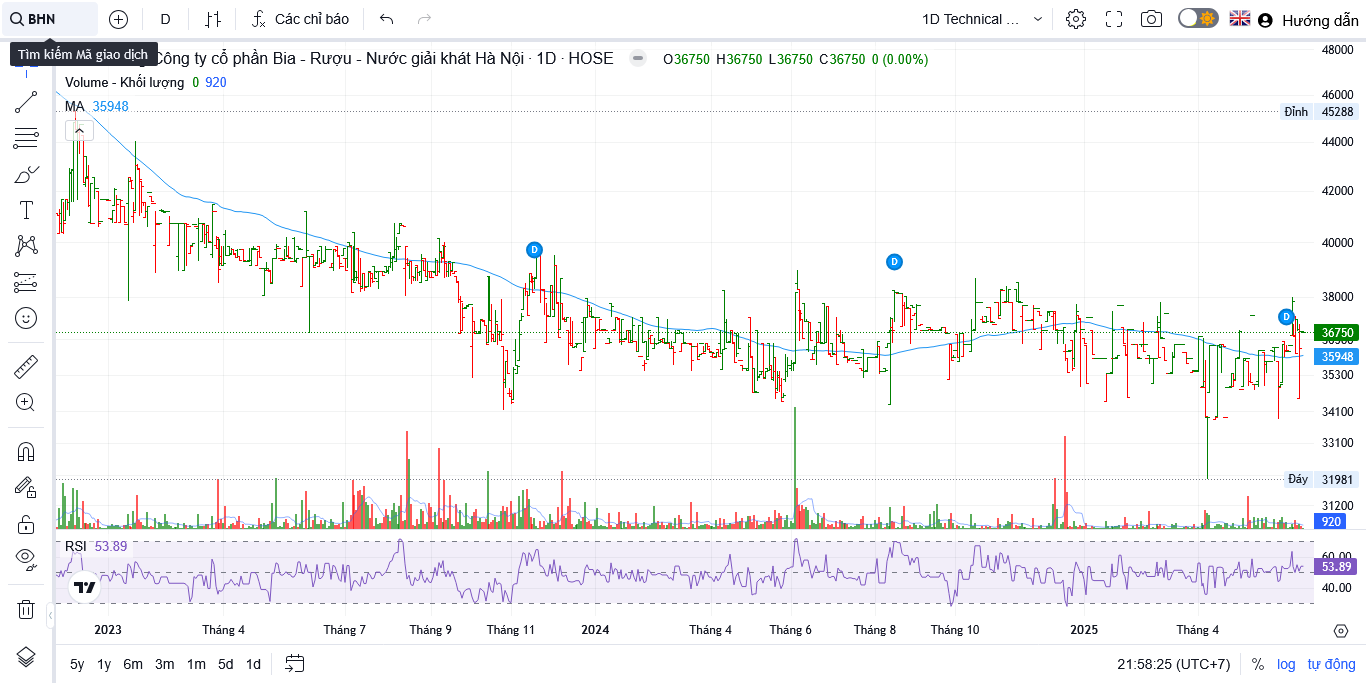 BHN
D
Các chỉ báo
1D Technical ...
Hướng dẫn
Tìm kiếm Mã giao dịch
Công ty cổ phần Bia - Rượu - Nước giải khát Hà Nội · 1D · HOSE
O36750 H36750 L36750 C36750 0 (0.00%)
Volume - Khối lượng 0 920
MA 35948
48000
46000
Đỉnh 45288
44000
42000
40000
38000
36750
35948
35300
34100
33100
Đáy 31981
31200
920
D
D
D
RSI 53.89
60.00
53.89
40.00
2023
Tháng 4
Tháng 7
Tháng 9
Tháng 11
2024
Tháng 4
Tháng 6
Tháng 8
Tháng 10
2025
Tháng 4
5y 1y 6m 3m 1m 5d 1d
21:58:25 (UTC+7)
% log tự động